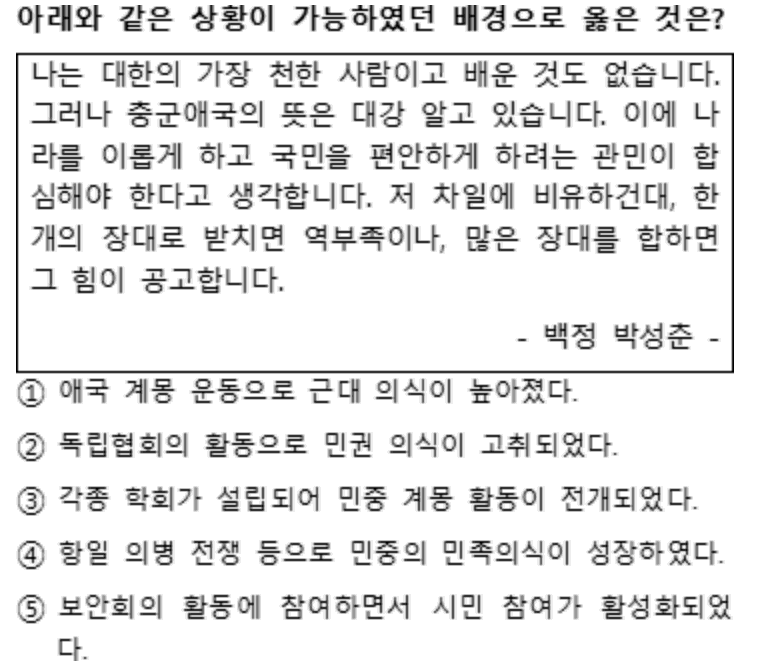 아래와 같은 상황이 가능하였던 배경으로 옳은 것은?
나는 대한의 가장 천한 사람이고 배운 것도 없습니다.
그러나 충군애국의 뜻은 대강 알고 있습니다. 이에 나
라를 이롭게 하고 국민을 편안하게 하려는 관민이 합
심해야 한다고 생각합니다. 저 차일에 비유하건대, 한
개의 장대로 받치면 역부족이나, 많은 장대를 합하면
그 힘이 공고합니다.
- 백정 박성춘 -
① 애국 계몽 운동으로 근대 의식이 높아졌다.
② 독립협회의 활동으로 민권 의식이 고취되었다.
③ 각종 학회가 설립되어 민중 계몽 활동이 전개되었다.
④ 항일 의병 전쟁 등으로 민중의 민족의식이 성장하였다.
⑤ 보안회의 활동에 참여하면서 시민 참여가 활성화되었
다.